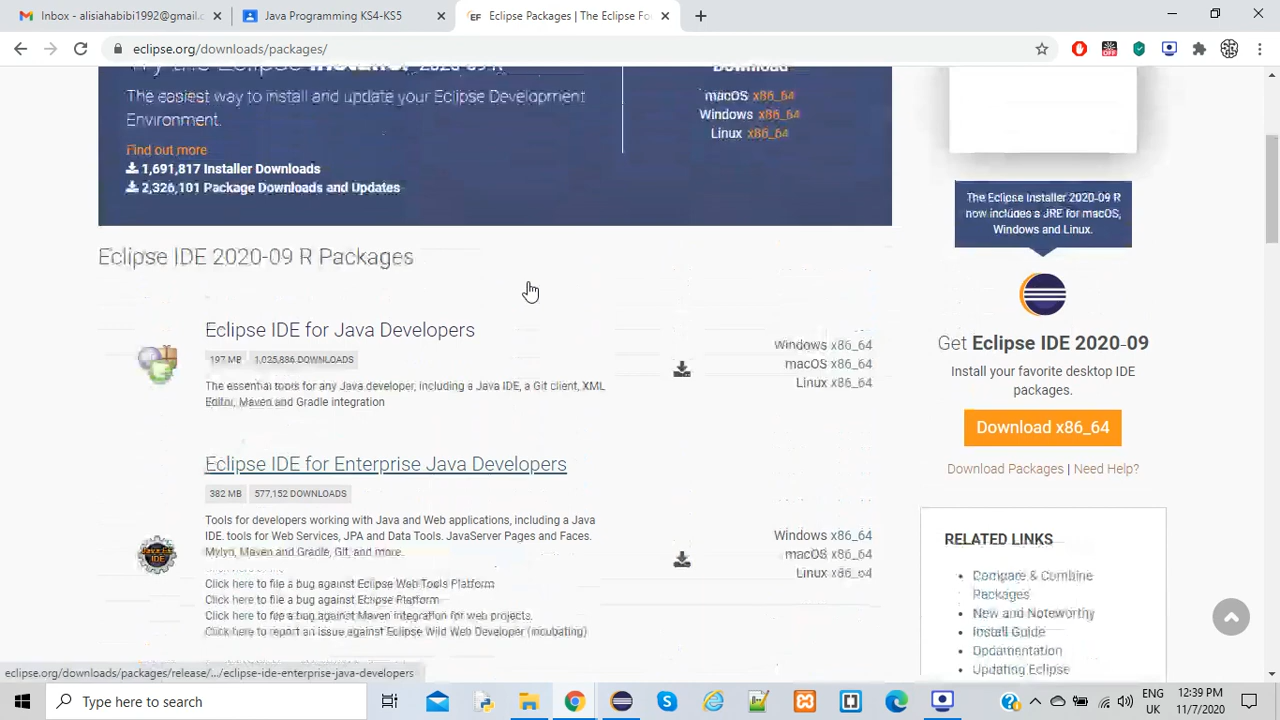 Inbox - alisiahabibi1992@gmail.c
Java Programming KS4-KS5
Eclipse Packages | The Eclipse Fo
eclipse.org/downloads/packages/
Try the Eclipse Installer 2020-09 R
The easiest way to install and update your Eclipse Development
Environment.
Find out more
1,691,817 Installer Downloads
2,326,101 Package Downloads and Updates
Download
macOS x86_64
Windows x86_64
Linux x86_64
Eclipse IDE 2020-09 R Packages
Eclipse IDE for Java Developers
197 MB 1,025,886 DOWNLOADS
The essential tools for any Java developer, including a Java IDE, a Git client, XML
Editor, Maven and Gradle integration
Windows x86_64
macOS x86_64
Linux x86_64
Eclipse IDE for Enterprise Java Developers
382 MB 577,152 DOWNLOADS
Tools for developers working with Java and Web applications, including a Java
IDE, tools for Web Services, JPA and Data Tools, JavaServer Pages and Faces,
Mylyn, Maven and Gradle, Git, and more.
Click here to file a bug against Eclipse Web Tools Platform
Click here to file a bug against Eclipse Platform
Click here to file a bug against Maven integration for web projects.
Click here to report an issue against Eclipse Wild Web Developer (incubating)
Windows x86_64
macOS x86_64
Linux x86_64
The Eclipse Installer 2020-09 R
now includes a JRE for macOS,
Windows and Linux.
Get Eclipse IDE 2020-09
Install your favorite desktop IDE
packages.
Download x86_64
Download Packages | Need Help?
RELATED LINKS
Compare & Combine
Packages
New and Noteworthy
Install Guide
Documentation
Updating Eclipse
eclipse.org/downloads/packages/release/.../eclipse-ide-enterprise-java-developers
Type here to search
ENG
UK
12:39 PM
11/7/2020